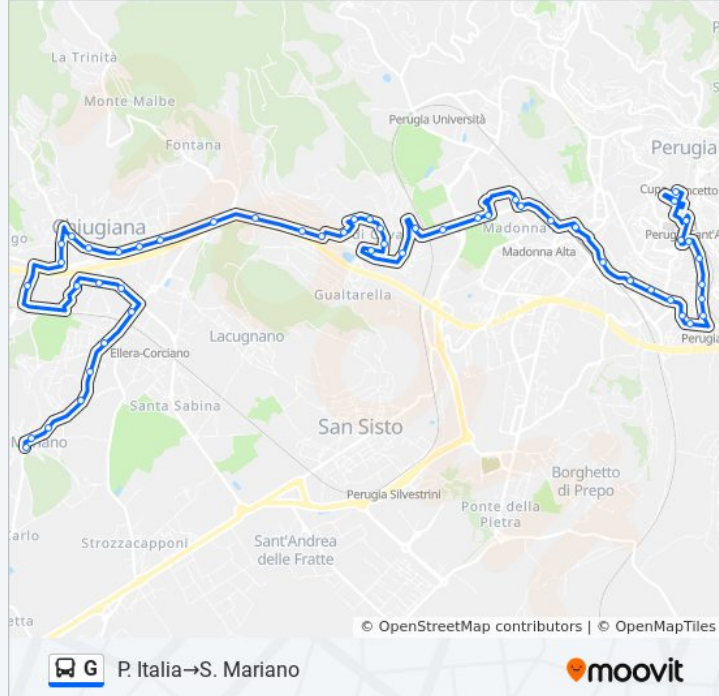 La Trinità
Monte Malbe
Perugia Università
Fontana
Perugia
Chiugiana
Madonna
Madonna Alta
Gualtarella
Perugia
Lacugnano
Ellera-Corciano
Santa Sabina
San Sisto
Borghetto
di Prepo
Perugia Silvestrini
Ponte della
Pietra
Sant'Andrea
delle Fratte
Strozzacapponi
© OpenStreetMap contributors | © OpenMapTiles
G P. Italia→S. Mariano
moovit